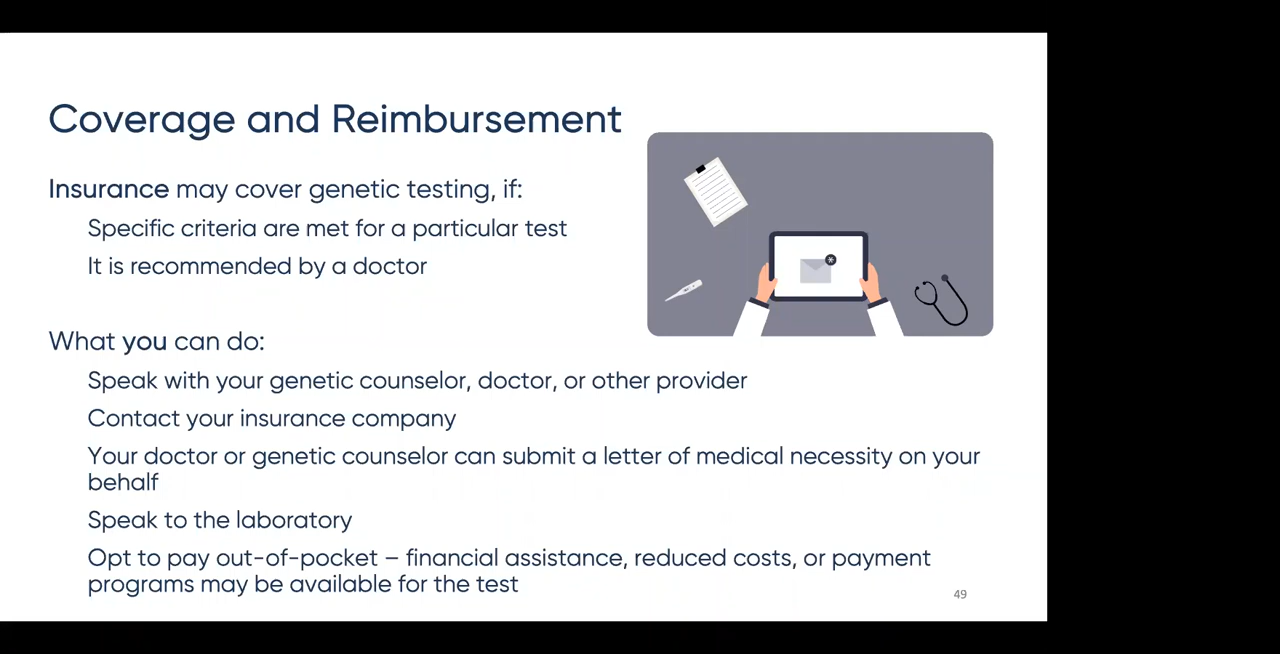 Coverage and Reimbursement
Insurance may cover genetic testing, if:
Specific criteria are met for a particular test
It is recommended by a doctor
What you can do:
Speak with your genetic counselor, doctor, or other provider
Contact your insurance company
Your doctor or genetic counselor can submit a letter of medical necessity on your
behalf
Speak to the laboratory
Opt to pay out-of-pocket – financial assistance, reduced costs, or payment
programs may be available for the test
49